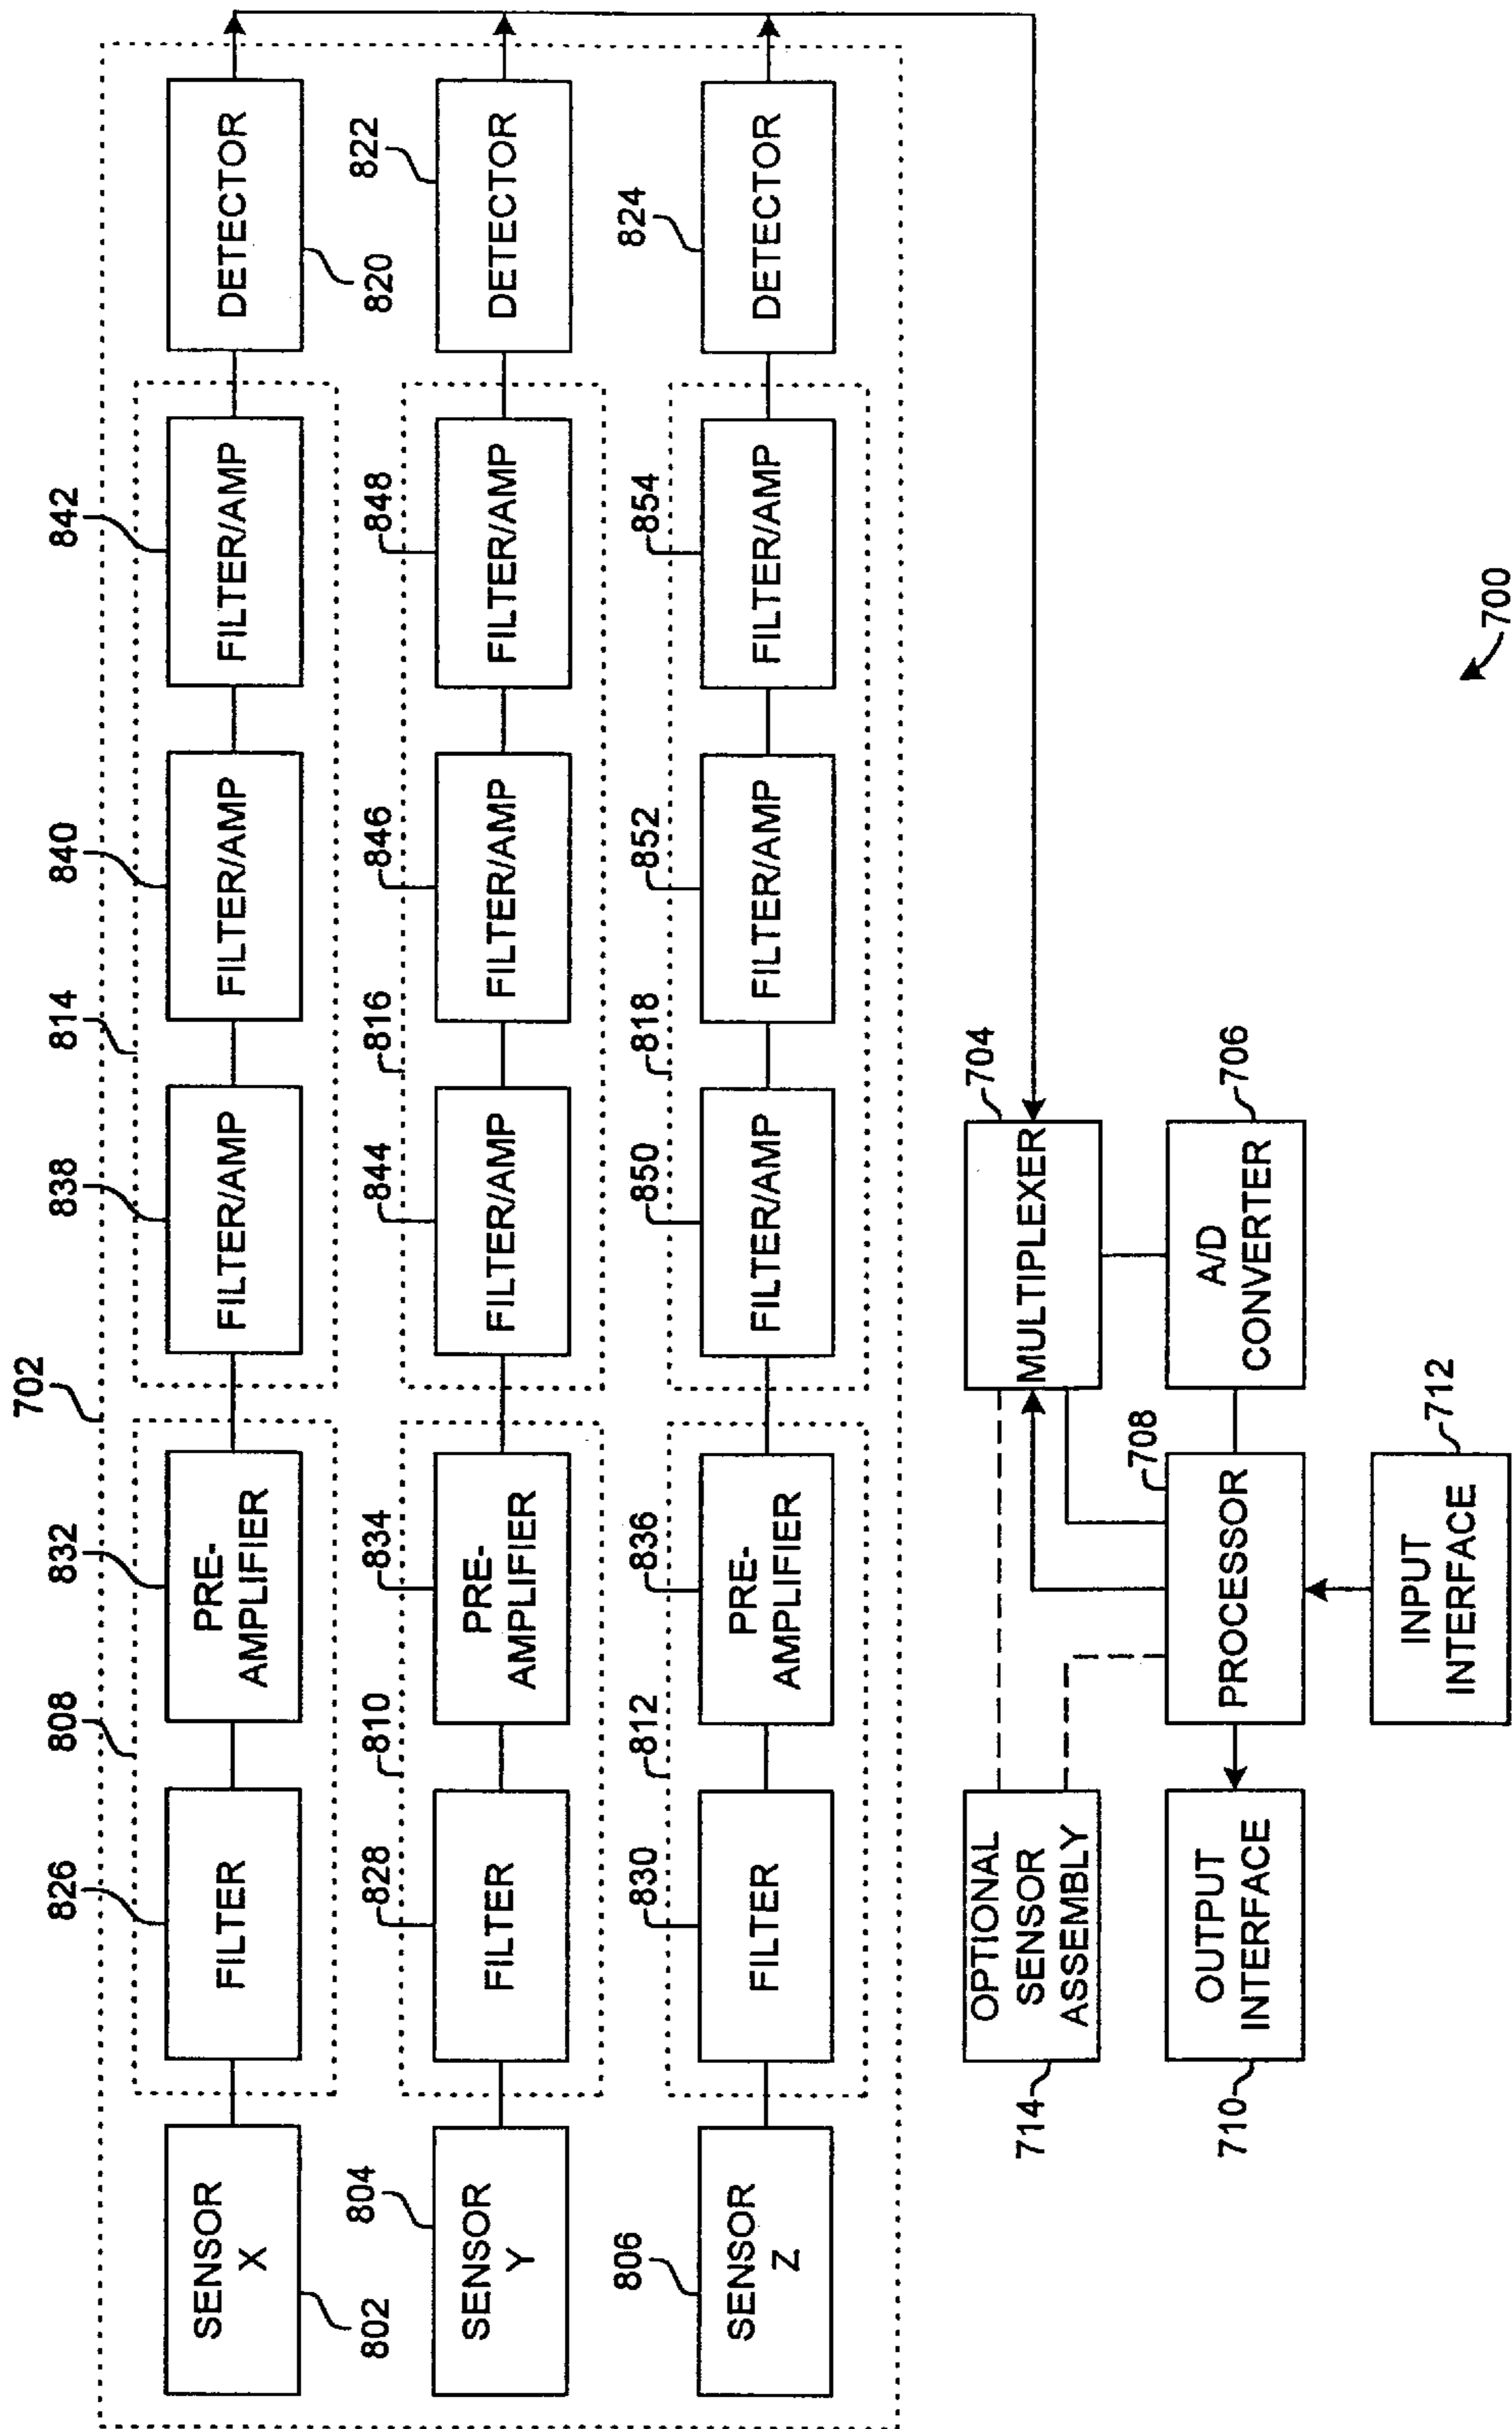 702
808
826
832
814
838
840
842
SENSOR
X
802
FILTER
PRE-
AMPLIFIER
FILTER/AMP
FILTER/AMP
FILTER/AMP
DETECTOR
820
804
810
828
834
816
844
846
848
822
SENSOR
Y
FILTER
PRE-
AMPLIFIER
FILTER/AMP
FILTER/AMP
FILTER/AMP
DETECTOR
806
812
830
836
818
850
852
854
824
SENSOR
Z
FILTER
PRE-
AMPLIFIER
FILTER/AMP
FILTER/AMP
FILTER/AMP
DETECTOR
714
OPTIONAL
SENSOR
ASSEMBLY
704
MULTIPLEXER
710
OUTPUT
INTERFACE
708
PROCESSOR
706
A/D
CONVERTER
712
INPUT
INTERFACE
700